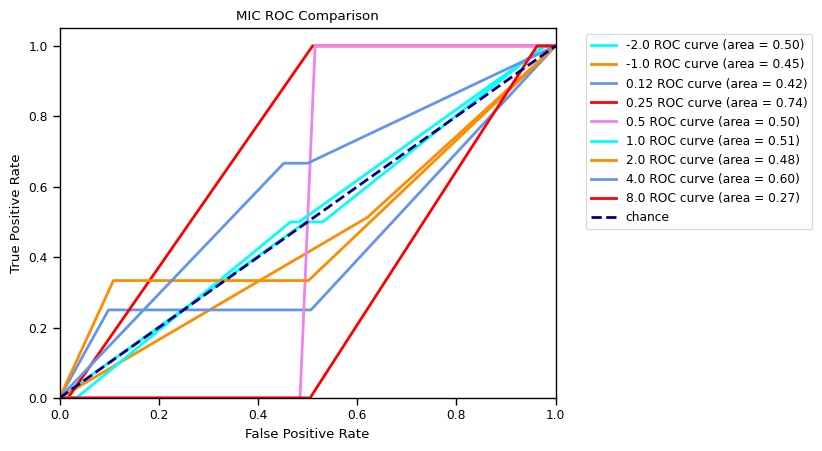 MIC ROC Comparison
True Positive Rate
1.0
0.8
0.6
0.4
0.2
0.0
0.0 0.2 0.4 0.6 0.8 1.0
False Positive Rate
-2.0 ROC curve (area = 0.50)
-1.0 ROC curve (area = 0.45)
0.12 ROC curve (area = 0.42)
0.25 ROC curve (area = 0.74)
0.5 ROC curve (area = 0.50)
1.0 ROC curve (area = 0.51)
2.0 ROC curve (area = 0.48)
4.0 ROC curve (area = 0.60)
8.0 ROC curve (area = 0.27)
chance